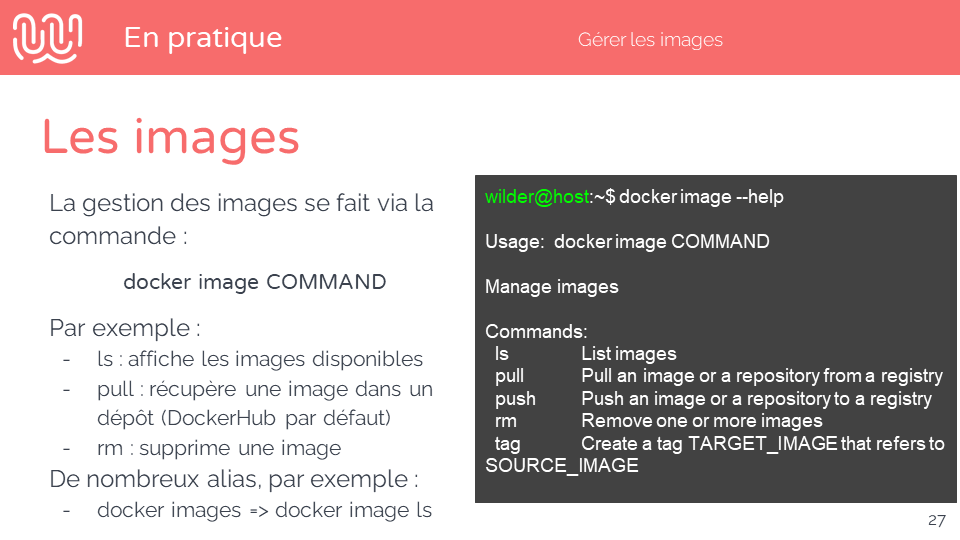 En pratique
Gérer les images
Les images
La gestion des images se fait via la
commande :
docker image COMMAND
Par exemple :
- ls : affiche les images disponibles
- pull : récupère une image dans un
dépôt (DockerHub par défaut)
- rm : supprime une image
De nombreux alias, par exemple :
- docker images => docker image ls
wilder@host:~$ docker image --help
Usage: docker image COMMAND
Manage images
Commands:
ls List images
pull Pull an image or a repository from a registry
push Push an image or a repository to a registry
rm Remove one or more images
tag Create a tag TARGET_IMAGE that refers to
SOURCE_IMAGE
27